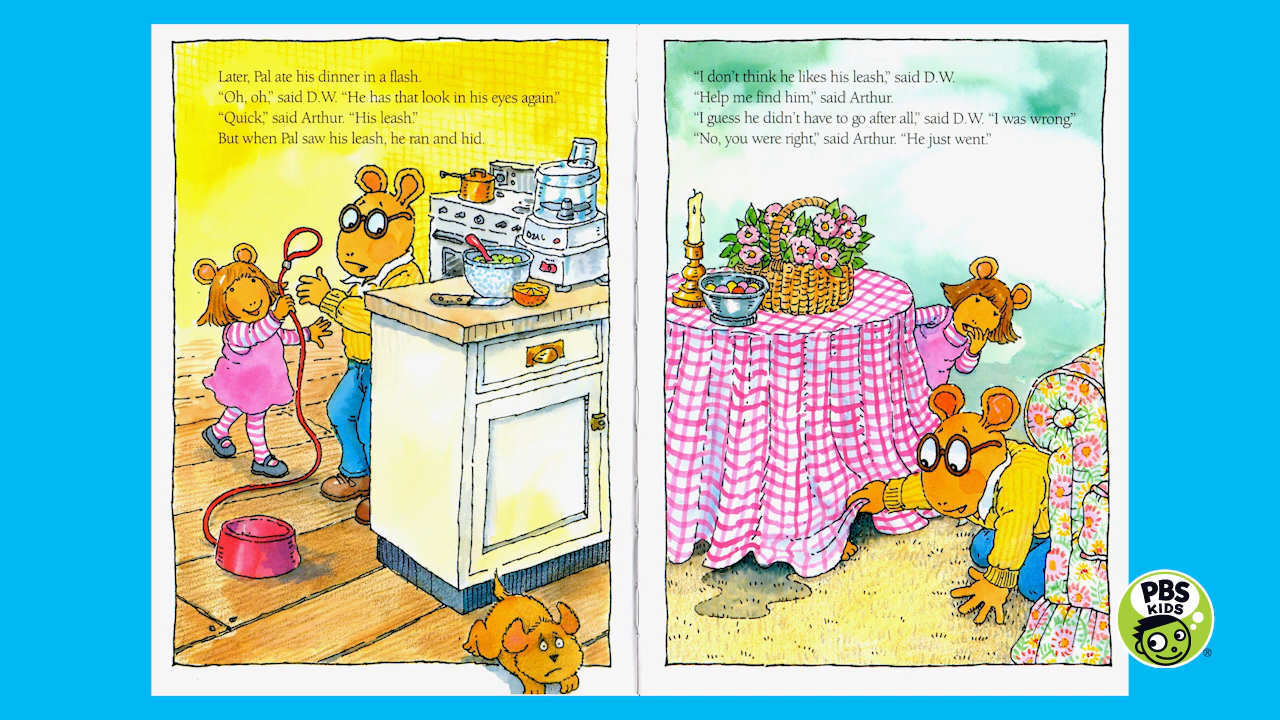 Later, Pal ate his dinner in a flash.
“Oh, oh,” said D.W. “He has that look in his eyes again.”
“Quick,” said Arthur. “His leash.”
But when Pal saw his leash, he ran and hid.
“I don’t think he likes his leash,” said D.W.
“Help me find him,” said Arthur.
“I guess he didn’t have to go after all,” said D.W. “I was wrong.”
“No, you were right,” said Arthur. “He just went.”
PBS
KIDS
®